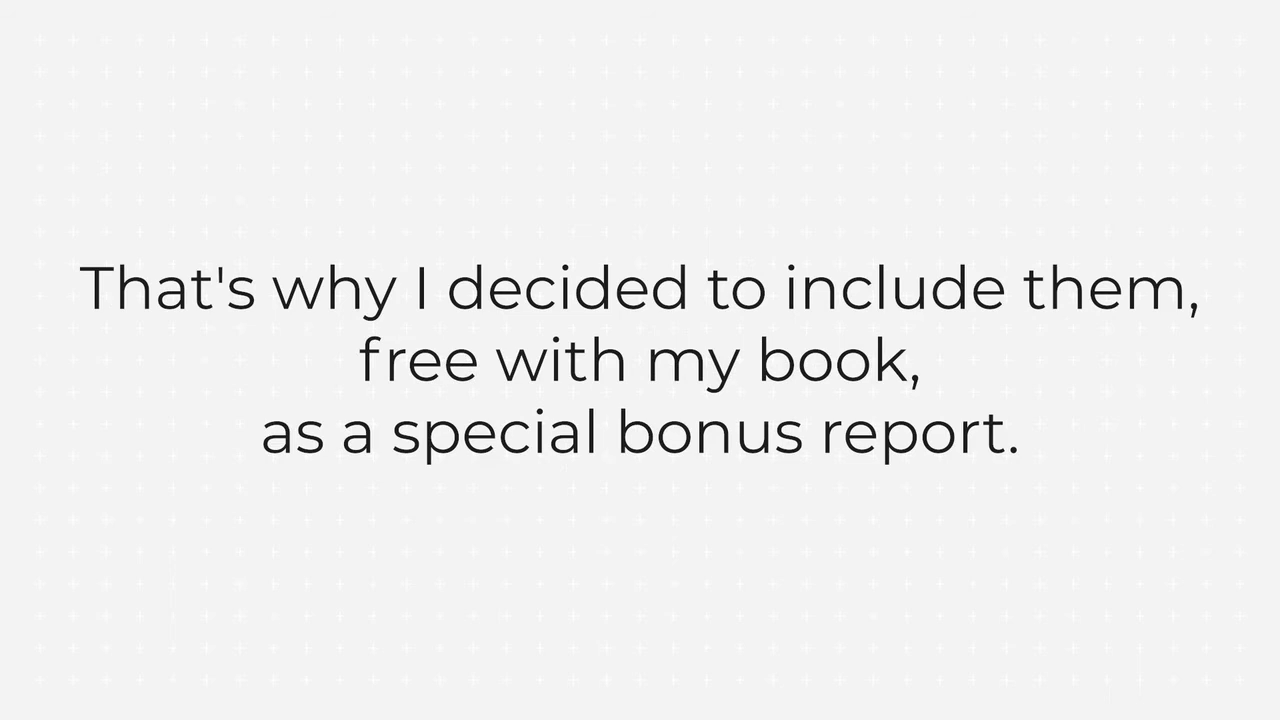 That's why I decided to include them,
free with my book,
as a special bonus report.